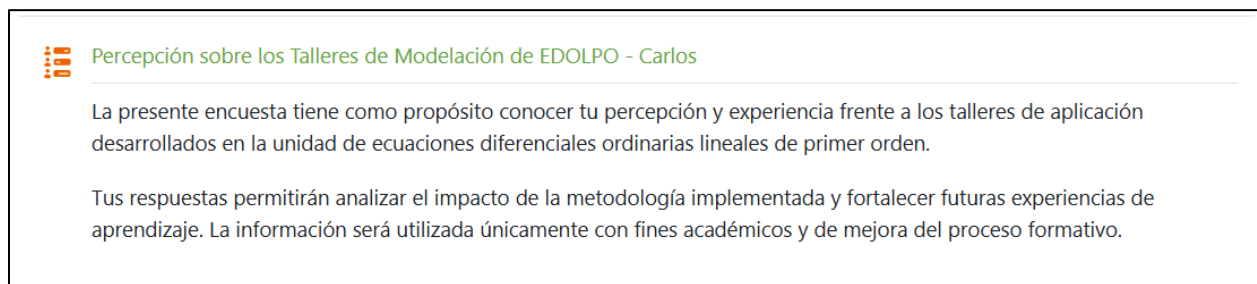 Percepción sobre los Talleres de Modelación de EDOLPO - Carlos
La presente encuesta tiene como propósito conocer tu percepción y experiencia frente a los talleres de aplicación
desarrollados en la unidad de ecuaciones diferenciales ordinarias lineales de primer orden.
Tus respuestas permitirán analizar el impacto de la metodología implementada y fortalecer futuras experiencias de
aprendizaje. La información será utilizada únicamente con fines académicos y de mejora del proceso formativo.